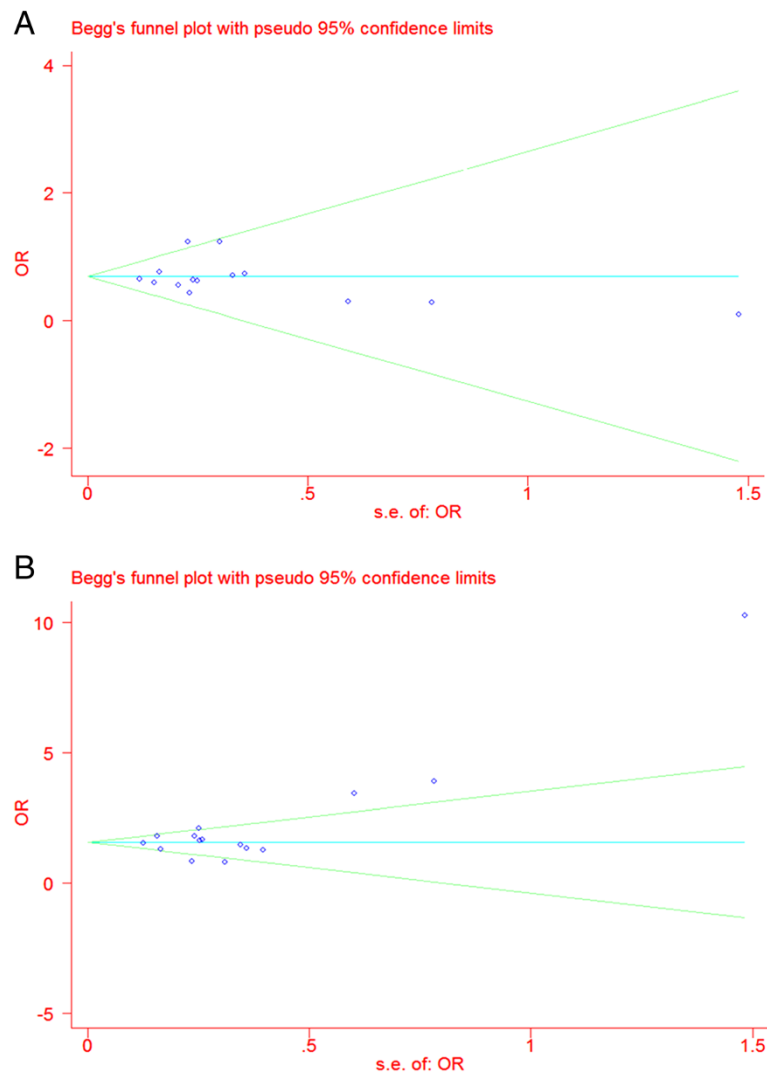 A
Begg's funnel plot with pseudo 95% confidence limits
4
2
0
-2
OR
0 .5 1 1.5
s.e. of: OR
B
Begg's funnel plot with pseudo 95% confidence limits
10
5
0
-5
OR
0 .5 1 1.5
s.e. of: OR